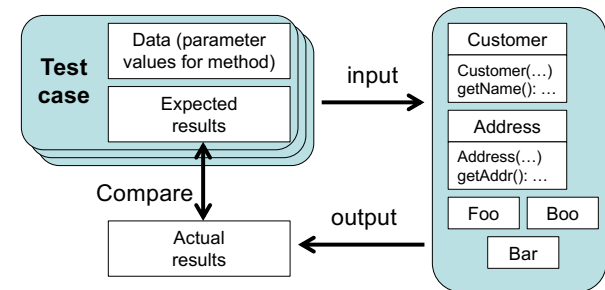 Test
case
Data (parameter
values for method)
Expected
results
Compare
Actual
results
input
output
Customer
Customer(…)
getName(): …
Address
Address(…)
getAddr(): …
Foo
Boo
Bar